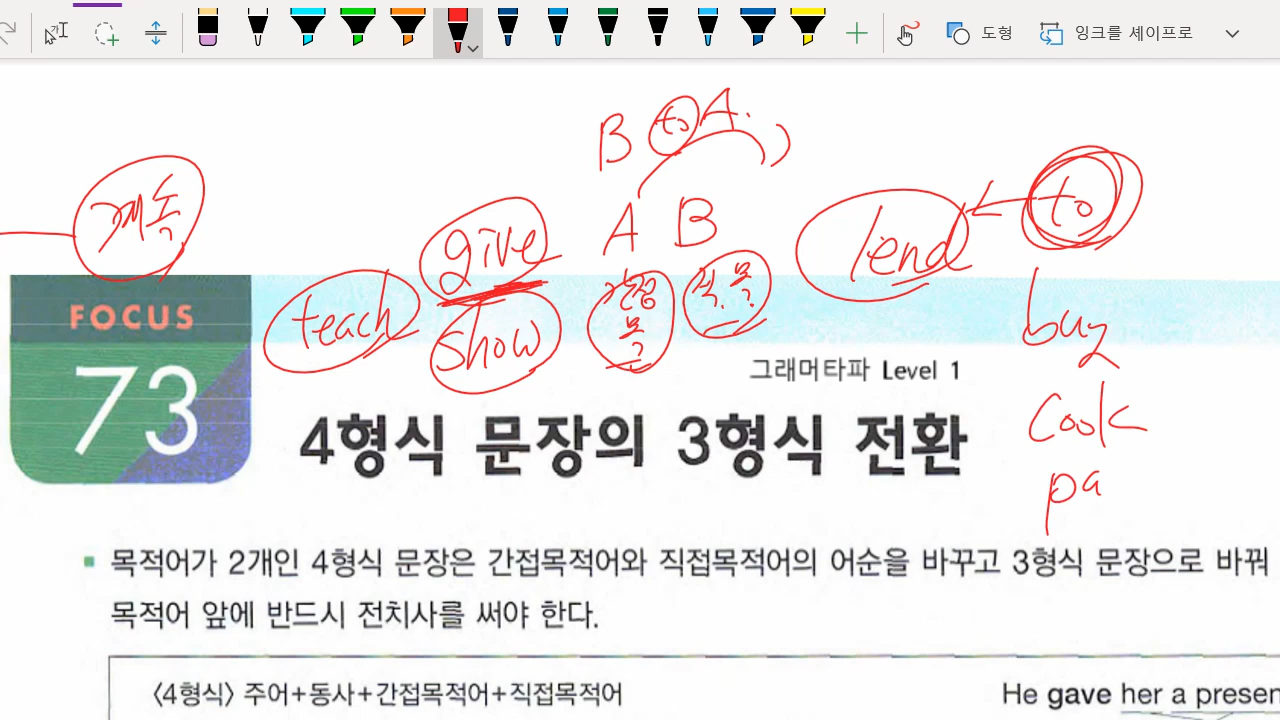 도형
잉크를 셰이프로
B to A.
계속
give
A B
lend
to
teach
show
간접
목
직.목.
buy
cook
pa
FOCUS
73
그래머타파 Level 1
4형식 문장의 3형식 전환
목적어가 2개인 4형식 문장은 간접목적어와 직접목적어의 어순을 바꾸고 3형식 문장으로 바꿔
목적어 앞에 반드시 전치사를 써야 한다.
<4형식> 주어+동사+간접목적어+직접목적어
He gave her a presen